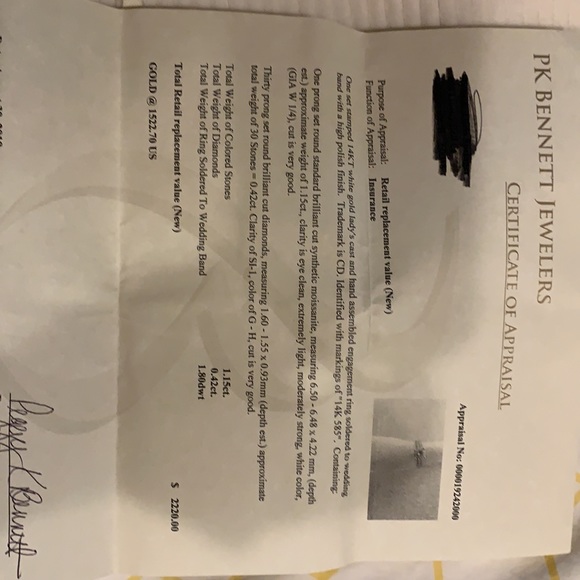 PK BENNETT JEWELERS
CERTIFICATE OF APPRAISAL
Appraisal No: 000019242000
Purpose of Appraisal: Retail replacement value (New)
Function of Appraisal: Insurance
One set stamped 14KT white gold lady's cast and hand assembled engagement ring soldered to wedding
band with a high polish finish. Trademark is CD. Identified with markings of "14K 585". Containing:
One prong set round standard brilliant cut synthetic moissanite, measuring 6.50 - 6.48 x 4.22 mm, (depth
est.) approximate weight of 1.15ct., clarity is eye clean, extremely light, moderately strong, white color,
(GIA W 1/4), cut is very good.
Thirty prong set round brilliant cut diamonds, measuring 1.60 - 1.55 x 0.93mm (depth est.) approximate
total weight of 30 Stones = 0.42ct. Clarity of SI-1, color of G - H, cut is very good.
Total Weight of Colored Stones 1.15ct.
Total Weight of Diamonds 0.42ct.
Total Weight of Ring Soldered To Wedding Band 1.80dwt
Total Retail replacement value (New) $ 2220.00
GOLD @ 1522.70 US
Peggy K Bennett